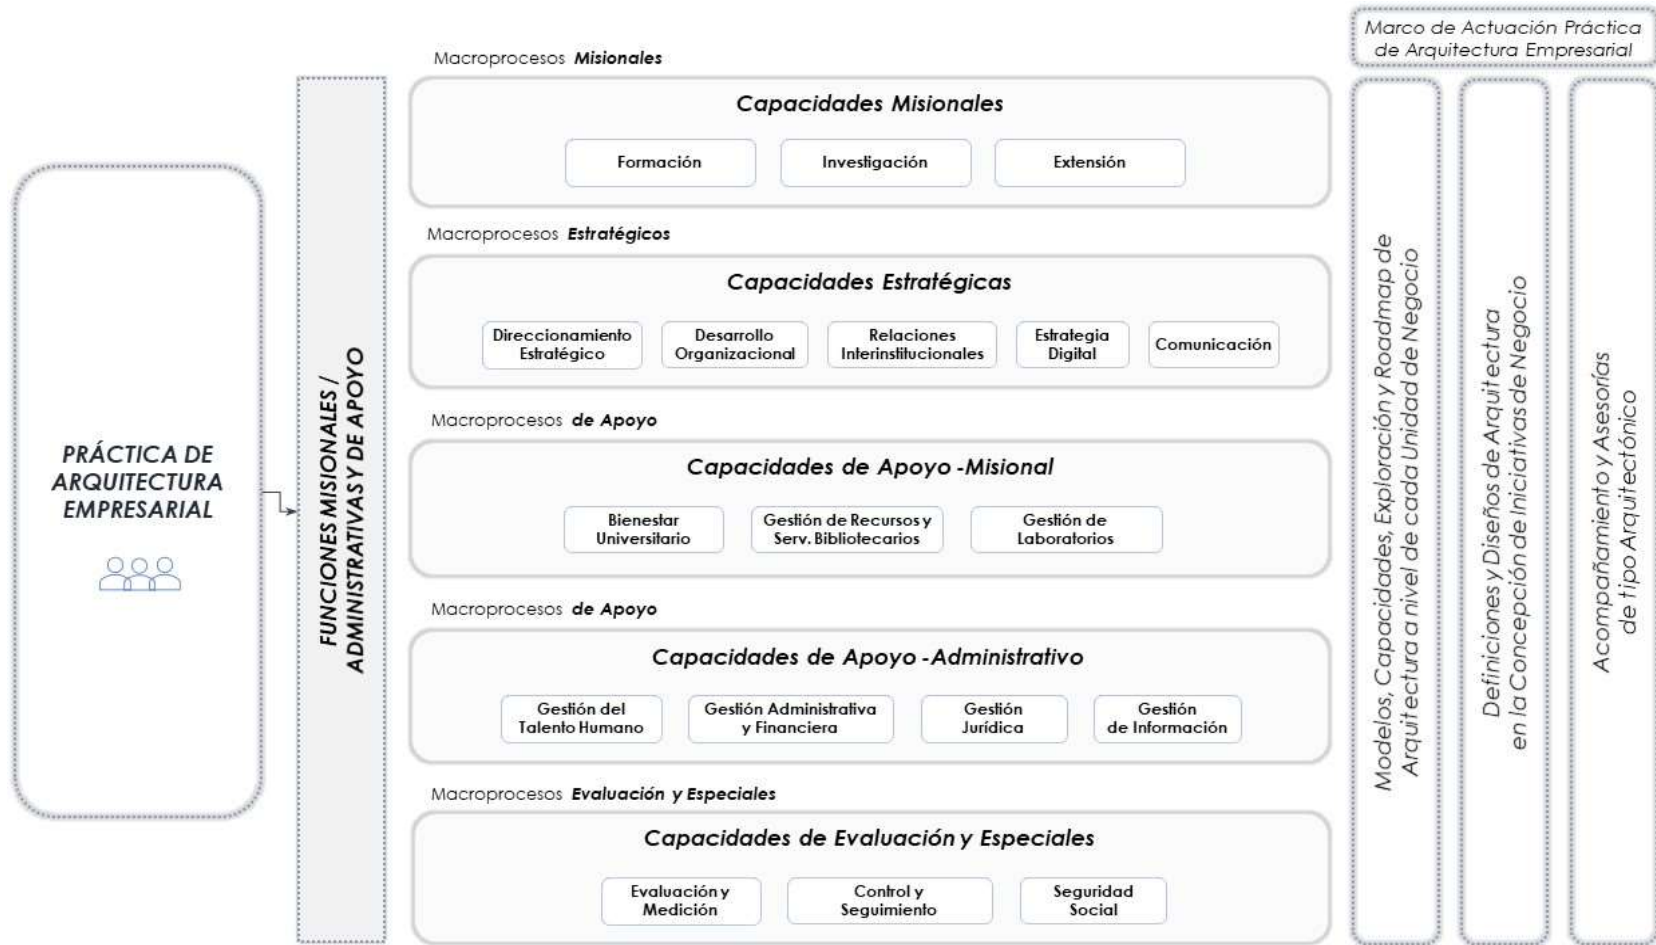 PRÁCTICA DE
ARQUITECTURA
EMPRESARIAL
FUNCIONES MISIONALES /
ADMINISTRATIVAS Y DE APOYO
Macroprocesos Misionales
Capacidades Misionales
Formación
Investigación
Extensión
Macroprocesos Estratégicos
Capacidades Estratégicas
Direccionamiento
Estratégico
Desarrollo
Organizacional
Relaciones
Interinstitucionales
Estrategia
Digital
Comunicación
Macroprocesos de Apoyo
Capacidades de Apoyo -Misional
Bienestar
Universitario
Gestión de Recursos y
Serv. Bibliotecarios
Gestión de
Laboratorios
Macroprocesos de Apoyo
Capacidades de Apoyo -Administrativo
Gestión del
Talento Humano
Gestión Administrativa
y Financiera
Gestión
Jurídica
Gestión
de Información
Macroprocesos Evaluación y Especiales
Capacidades de Evaluación y Especiales
Evaluación y
Medición
Control y
Seguimiento
Seguridad
Social
Marco de Actuación Práctica
de Arquitectura Empresarial
Modelos, Capacidades, Exploración y Roadmap de
Arquitectura a nivel de cada Unidad de Negocio
Definiciones y Diseños de Arquitectura
en la Concepción de Iniciativas de Negocio
Acompañamiento y Asesorías
de tipo Arquitectónico